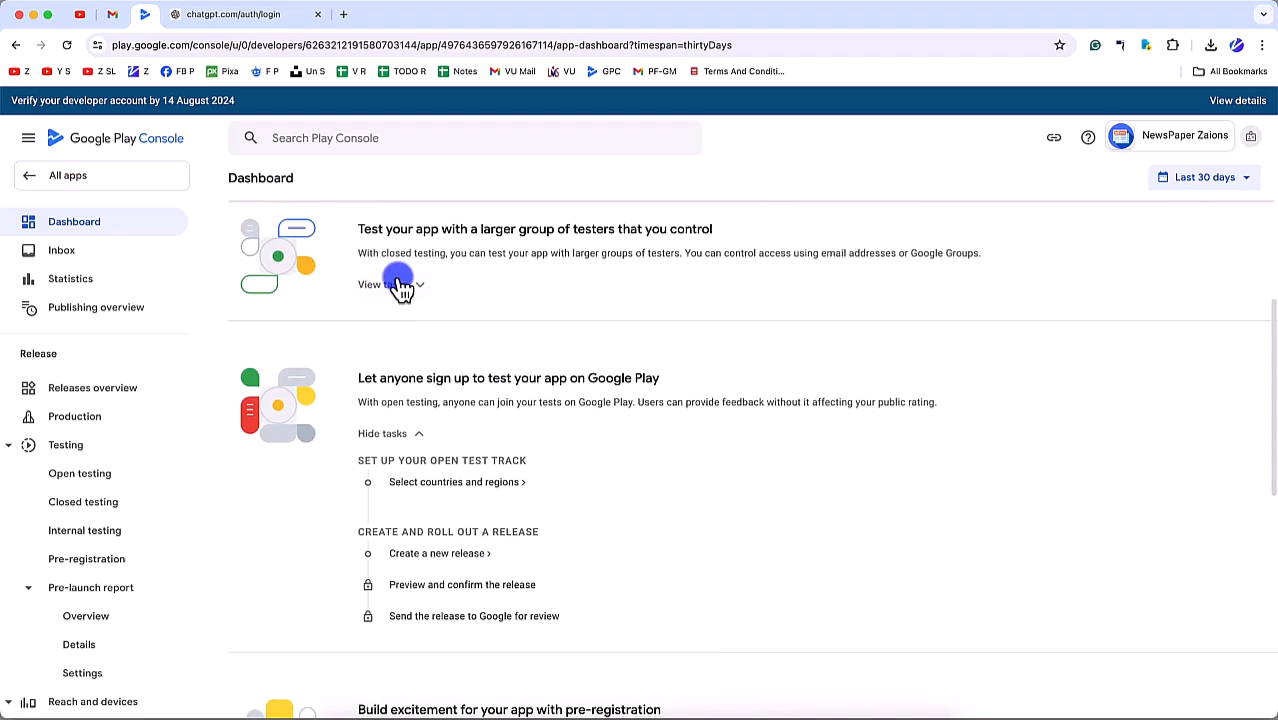 chatgpt.com/auth/login
play.google.com/console/u/0/developers/6263212191580703144/app/4976436597926167114/app-dashboard?timespan=thirtyDays
Z Y S Z SL Z FB P Pixa F P Un S V R TODO R Notes VU Mail VU GPC PF-GM Terms And Conditi... All Bookmarks
Verify your developer account by 14 August 2024 View details
Google Play Console
Search Play Console
NewsPaper Zaions
All apps
Dashboard
Last 30 days
Dashboard
Inbox
Statistics
Publishing overview
Release
Releases overview
Production
Testing
Open testing
Closed testing
Internal testing
Pre-registration
Pre-launch report
Overview
Details
Settings
Reach and devices
Test your app with a larger group of testers that you control
With closed testing, you can test your app with larger groups of testers. You can control access using email addresses or Google Groups.
View
Let anyone sign up to test your app on Google Play
With open testing, anyone can join your tests on Google Play. Users can provide feedback without it affecting your public rating.
Hide tasks
SET UP YOUR OPEN TEST TRACK
Select countries and regions >
CREATE AND ROLL OUT A RELEASE
Create a new release >
Preview and confirm the release
Send the release to Google for review
Build excitement for your app with pre-registration